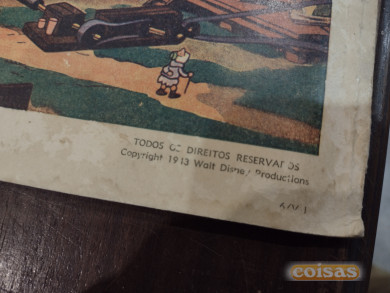 TODOS OS DIREITOS RESERVADOS
Copyright 1943 Walt Disney Productions
coisas